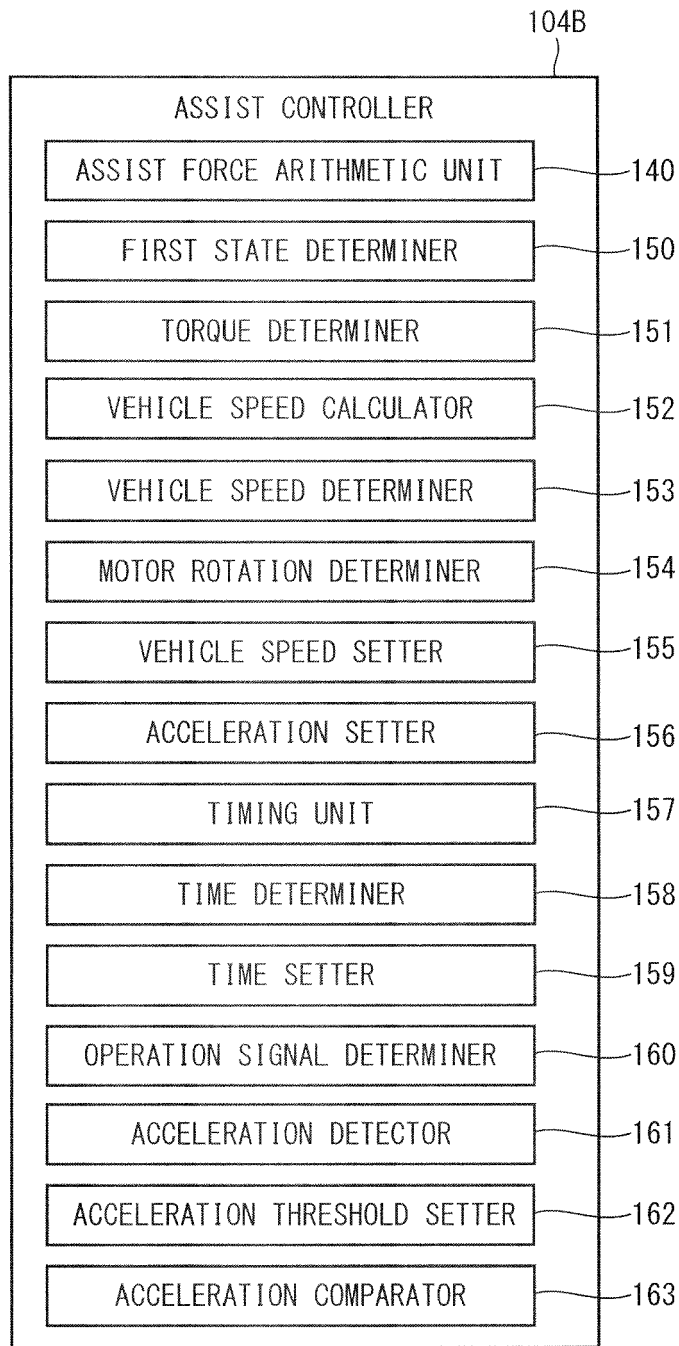 104B
ASSIST CONTROLLER
ASSIST FORCE ARITHMETIC UNIT 140
FIRST STATE DETERMINER 150
TORQUE DETERMINER 151
VEHICLE SPEED CALCULATOR 152
VEHICLE SPEED DETERMINER 153
MOTOR ROTATION DETERMINER 154
VEHICLE SPEED SETTER 155
ACCELERATION SETTER 156
TIMING UNIT 157
TIME DETERMINER 158
TIME SETTER 159
OPERATION SIGNAL DETERMINER 160
ACCELERATION DETECTOR 161
ACCELERATION THRESHOLD SETTER 162
ACCELERATION COMPARATOR 163